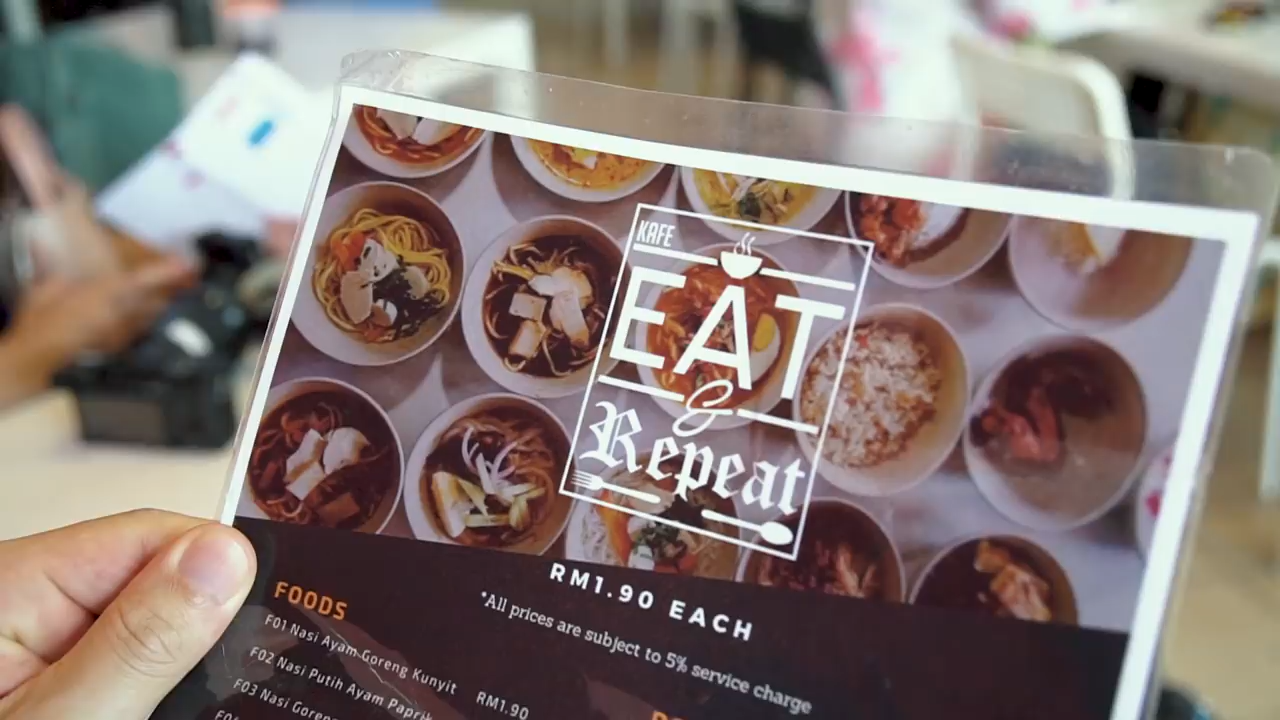 KAFE
EAT
&
Repeat
RM1.90 EACH
*All prices are subject to 5% service charge
FOODS
F01 Nasi Ayam Goreng Kunyit RM1.90
F02 Nasi Putih Ayam
F03 Nasi Goreng